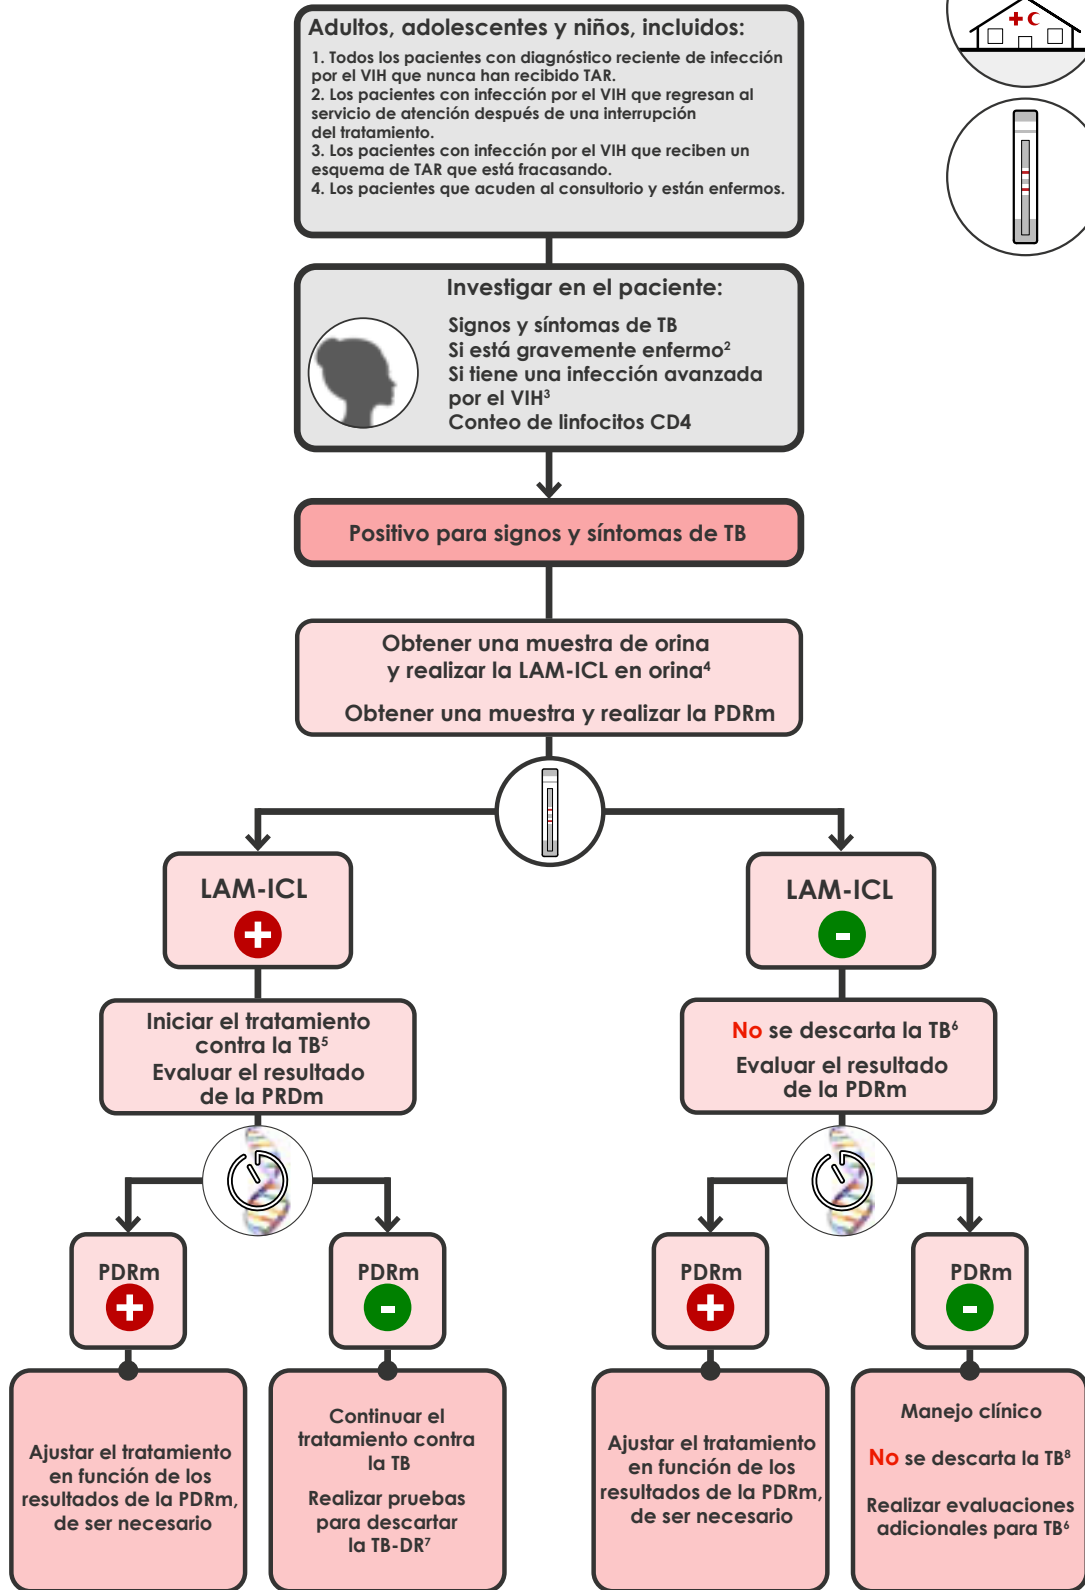 Adultos, adolescentes y niños, incluidos:
1. Todos los pacientes con diagnóstico reciente de infección
por el VIH que nunca han recibido TAR.
2. Los pacientes con infección por el VIH que regresan al
servicio de atención después de una interrupción
del tratamiento.
3. Los pacientes con infección por el VIH que reciben un
esquema de TAR que está fracasando.
4. Los pacientes que acuden al consultorio y están enfermos.
Investigar en el paciente:
Signos y síntomas de TB
Si está gravemente enfermo²
Si tiene una infección avanzada
por el VIH³
Conteo de linfocitos CD4
Positivo para signos y síntomas de TB
Obtener una muestra de orina
y realizar la LAM-ICL en orina⁴
Obtener una muestra y realizar la PDRm
LAM-ICL
+
Iniciar el tratamiento
contra la TB⁵
Evaluar el resultado
de la PRDm
PDRm
+
Ajustar el tratamiento
en función de los
resultados de la PDRm,
de ser necesario
PDRm
-
Continuar el
tratamiento contra
la TB
Realizar pruebas
para descartar
la TB-DR⁷
LAM-ICL
-
No se descarta la TB⁶
Evaluar el resultado
de la PDRm
PDRm
+
Ajustar el tratamiento
en función de los
resultados de la PDRm,
de ser necesario
PDRm
-
Manejo clínico
No se descarta la TB⁸
Realizar evaluaciones
adicionales para TB⁶